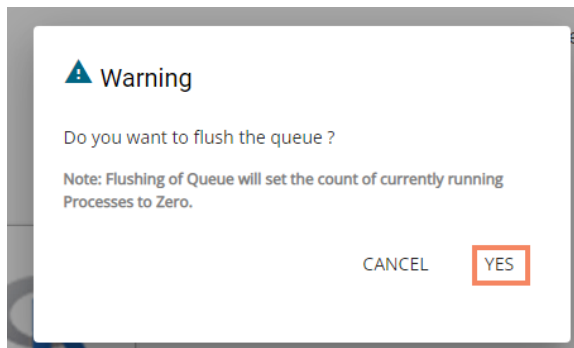 Warning
Do you want to flush the queue ?
Note: Flushing of Queue will set the count of currently running
Processes to Zero.
CANCEL YES